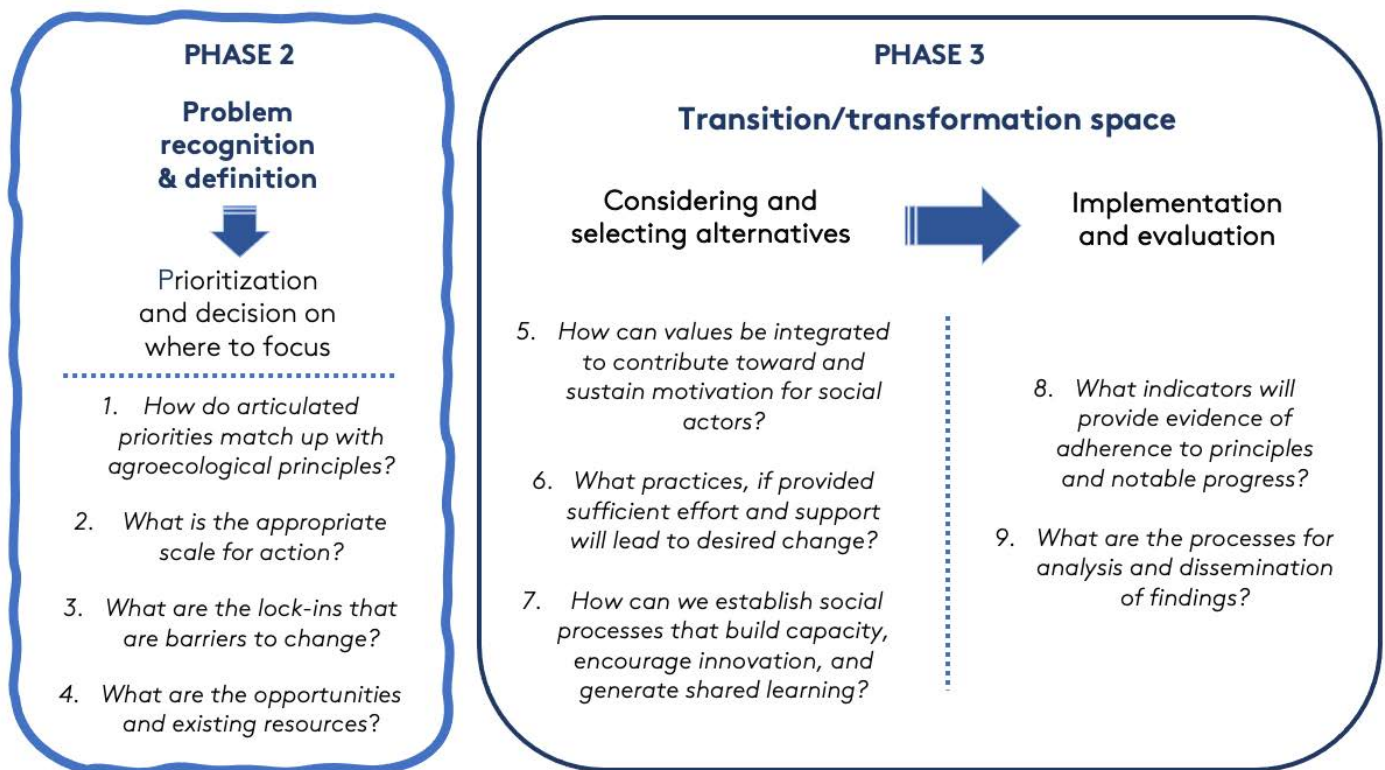 PHASE 2
Problem
recognition
& definition
Prioritization
and decision on
where to focus
1. How do articulated
priorities match up with
agroecological principles?
2. What is the appropriate
scale for action?
3. What are the lock-ins that
are barriers to change?
4. What are the opportunities
and existing resources?
PHASE 3
Transition/transformation space
Considering and
selecting alternatives
5. How can values be integrated
to contribute toward and
sustain motivation for social
actors?
6. What practices, if provided
sufficient effort and support
will lead to desired change?
7. How can we establish social
processes that build capacity,
encourage innovation, and
generate shared learning?
Implementation
and evaluation
8. What indicators will
provide evidence of
adherence to principles
and notable progress?
9. What are the processes for
analysis and dissemination
of findings?